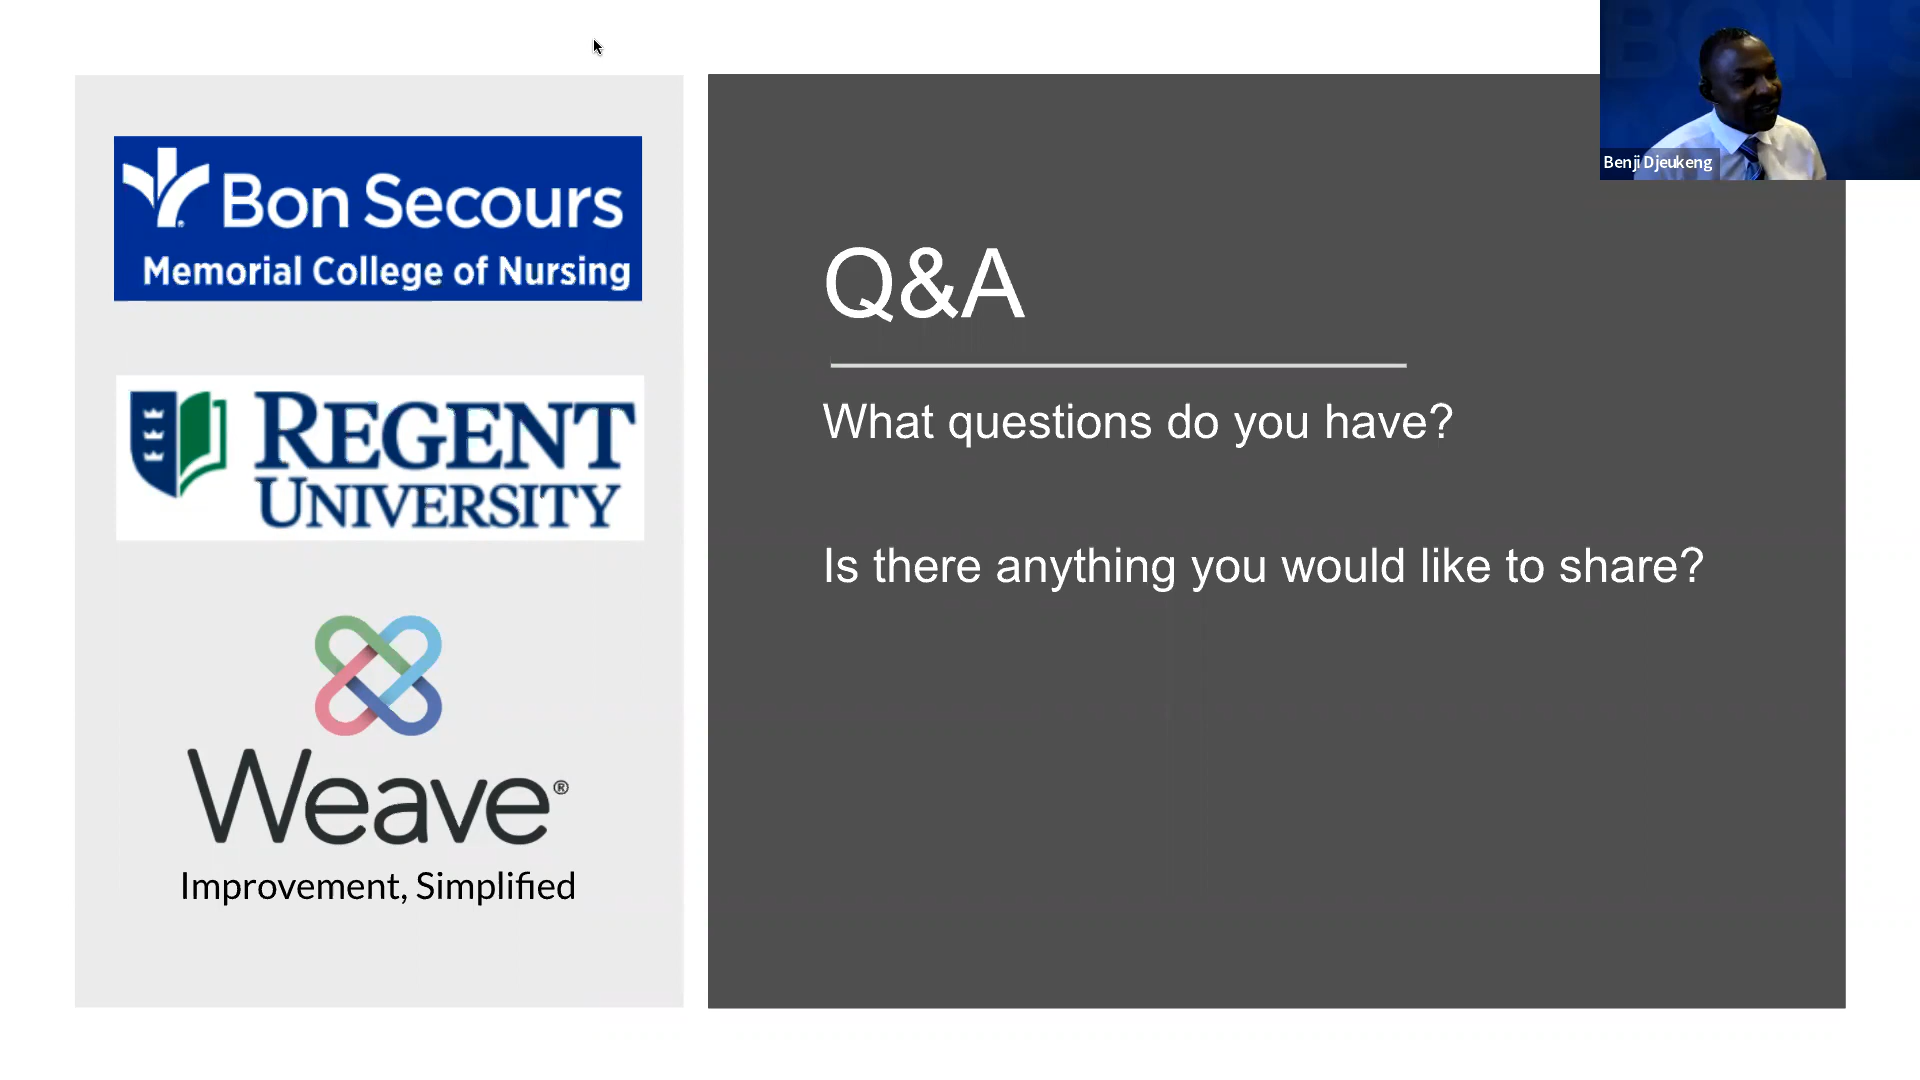 Bon Secours
Memorial College of Nursing
REGENT
UNIVERSITY
Weave®
Improvement, Simplified
Q&A
What questions do you have?
Is there anything you would like to share?
BON S
Benji Djeukeng